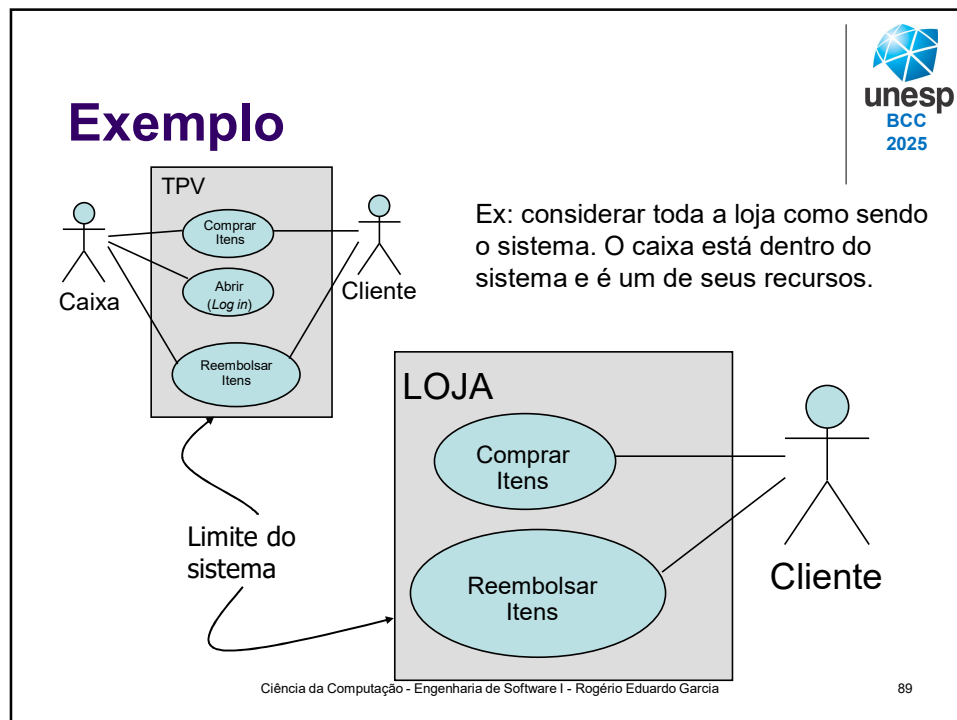 unesp
BCC
2025
Exemplo
TPV
Comprar
Itens
Abrir
(Log in)
Reembolsar
Itens
Caixa
Cliente
Ex: considerar toda a loja como sendo
o sistema. O caixa está dentro do
sistema e é um de seus recursos.
LOJA
Comprar
Itens
Reembolsar
Itens
Cliente
Limite do
sistema
Ciência da Computação - Engenharia de Software I - Rogério Eduardo Garcia
89